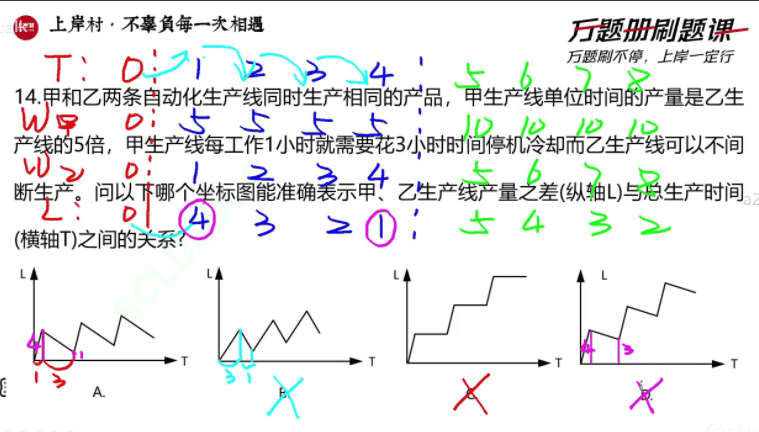 上岸村·不辜負每一次相遇
万题册刷题课
万题刷不停，上岸一定行
T: 0 1 2 3 4 5 6 7 8
14.甲和乙两条自动化生产线同时生产相同的产品，甲生产线单位时间的产量是乙生
W甲 0 5 5 5 5 10 10 10 10
产线的5倍，甲生产线每工作1小时就需要花3小时时间停机冷却而乙生产线可以不间
W乙 0 1 2 3 4 5 6 7 8
断生产。问以下哪个坐标图能准确表示甲、乙生产线产量之差(纵轴L)与总生产时间
L: 0 4 3 2 1 5 4 3 2
(横轴T)之间的关系?
L L L L
4 1 4 3
T T T T
1 3 3 1
A. B. C. D.